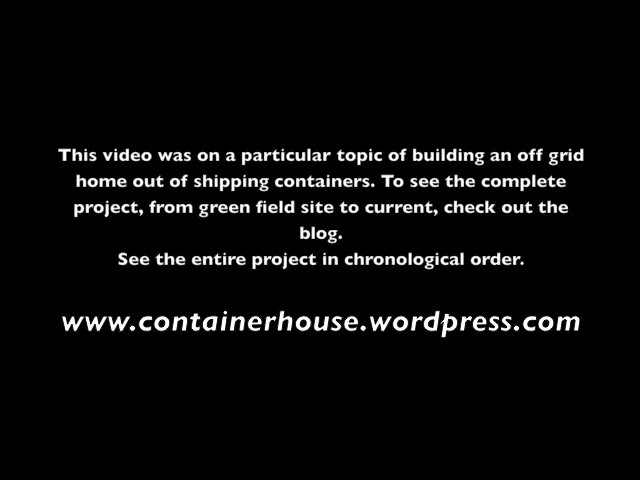 This video was on a particular topic of building an off grid
home out of shipping containers. To see the complete
project, from green field site to current, check out the
blog.
See the entire project in chronological order.
www.containerhouse.wordpress.com